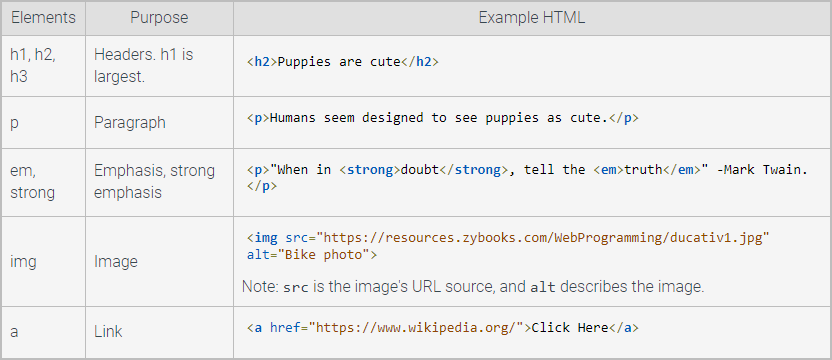 Elements Purpose Example HTML
h1, h2,
h3
Headers. h1 is
largest.
<h2>Puppies are cute</h2>
p
Paragraph
<p>Humans seem designed to see puppies as cute.</p>
em,
strong
Emphasis, strong
emphasis
<p>"When in <strong>doubt</strong>, tell the <em>truth</em>" -Mark Twain.
</p>
img
Image
<img src="https://resources.zybooks.com/WebProgramming/ducativ1.jpg"
alt="Bike photo">
Note: src is the image's URL source, and alt describes the image.
a
Link
<a href="https://www.wikipedia.org/">Click Here</a>